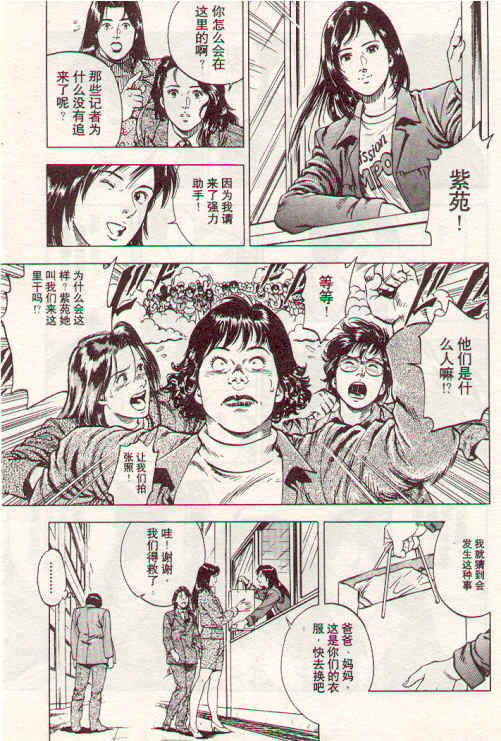 紫苑！
ission
你怎么会在
这里的啊？
那些记者为
什么没有追
来了呢？
因为我请
来了强力
助手！
他们是什
么人嘛！？
等等！
为什么会这
样？紫苑她
叫我们来这
里干吗！？
让我们拍
张照！
我就猜到会
发生这种事
爸爸．妈妈．
这是你们的衣
服，快去换吧
哇！谢谢．
我们得救了．
………